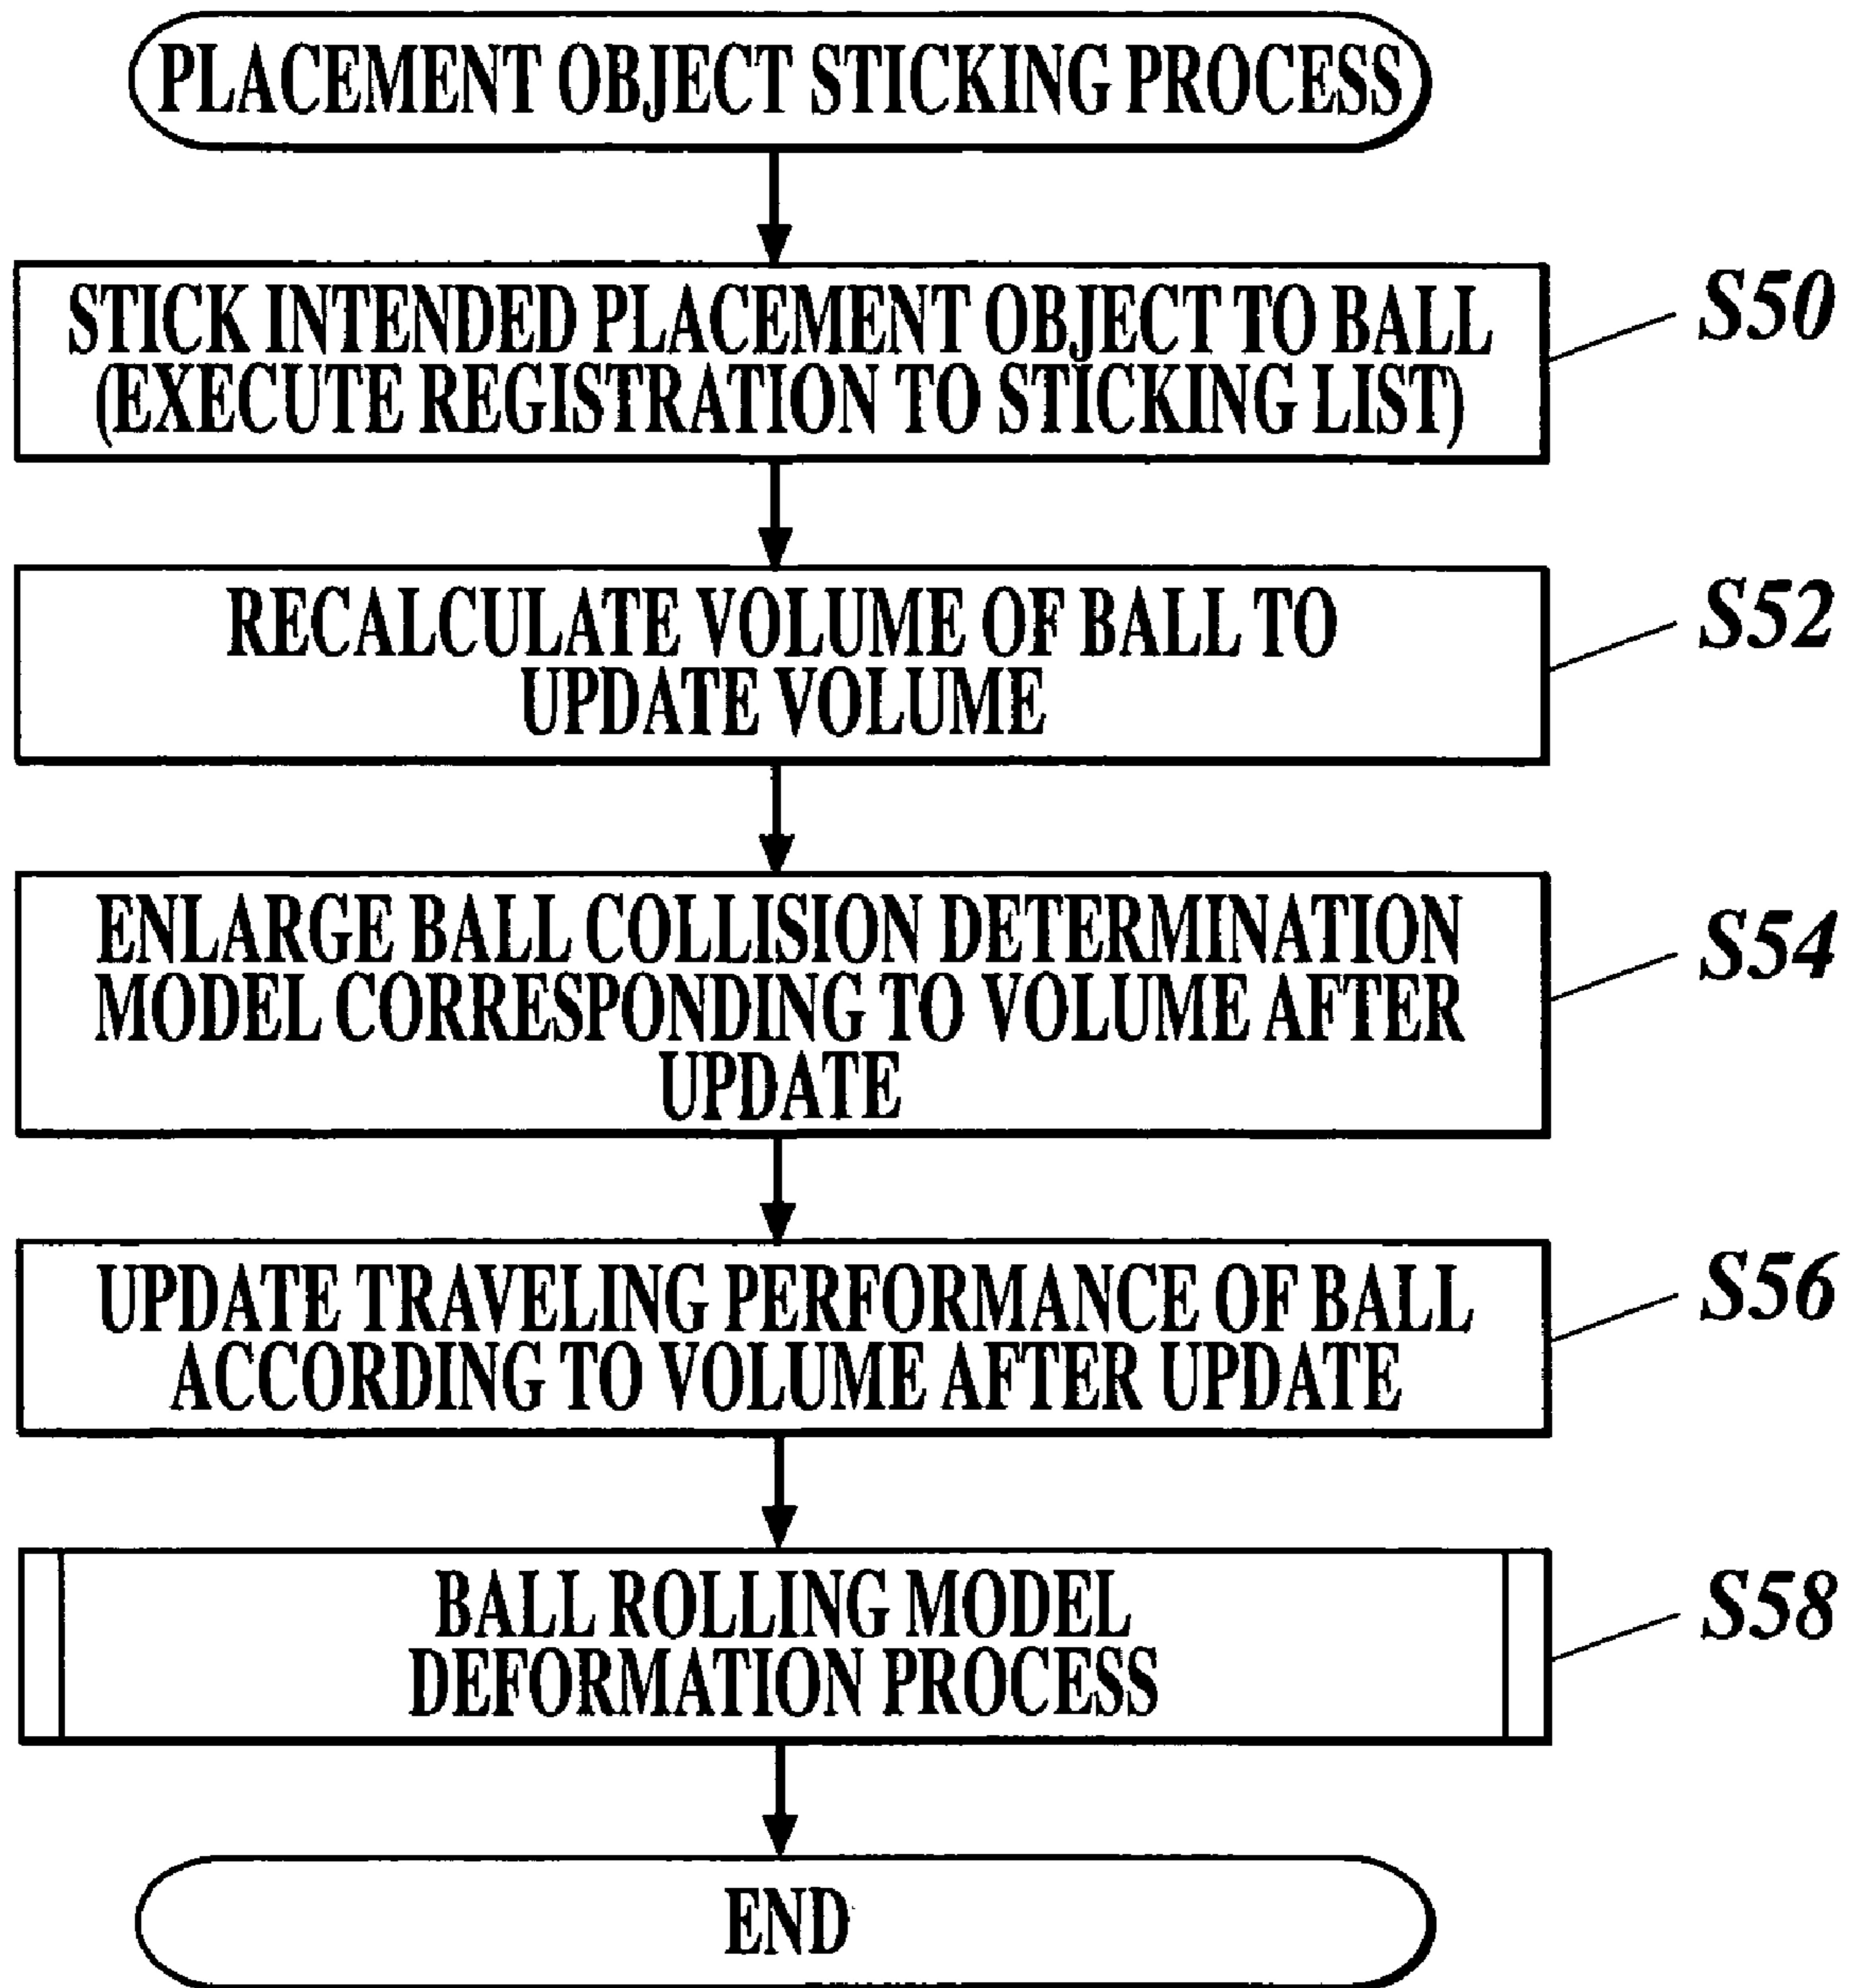 PLACEMENT OBJECT STICKING PROCESS
STICK INTENDED PLACEMENT OBJECT TO BALL
(EXECUTE REGISTRATION TO STICKING LIST)
S50
RECALCULATE VOLUME OF BALL TO
UPDATE VOLUME
S52
ENLARGE BALL COLLISION DETERMINATION
MODEL CORRESPONDING TO VOLUME AFTER
UPDATE
S54
UPDATE TRAVELING PERFORMANCE OF BALL
ACCORDING TO VOLUME AFTER UPDATE
S56
BALL ROLLING MODEL
DEFORMATION PROCESS
S58
END